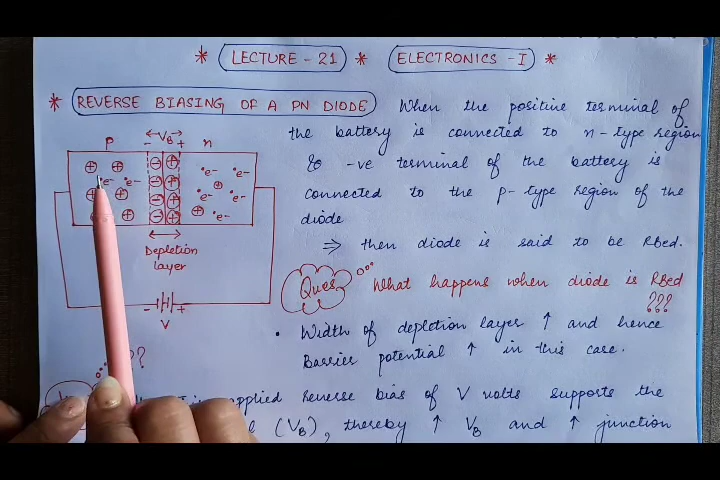 * LECTURE - 21 * ELECTRONICS - I *
* REVERSE BIASING OF A PN DIODE
When the positive terminal of
the battery is connected to n-type region
& -ve terminal of the battery is
connected to the p-type region of the
diode
⇒ then diode is said to be RBed.
P
- VB +
n
e-
e-
e-
e-
e-
e-
e-
Depletion
layer
- +
V
Ques What happens when diode is RBed
???
• Width of depletion layer ↑ and hence
Barrier potential ↑ in this case.
??
applied reverse bias of V volts supports the
(VB), thereby ↑ VB and ↑ junction